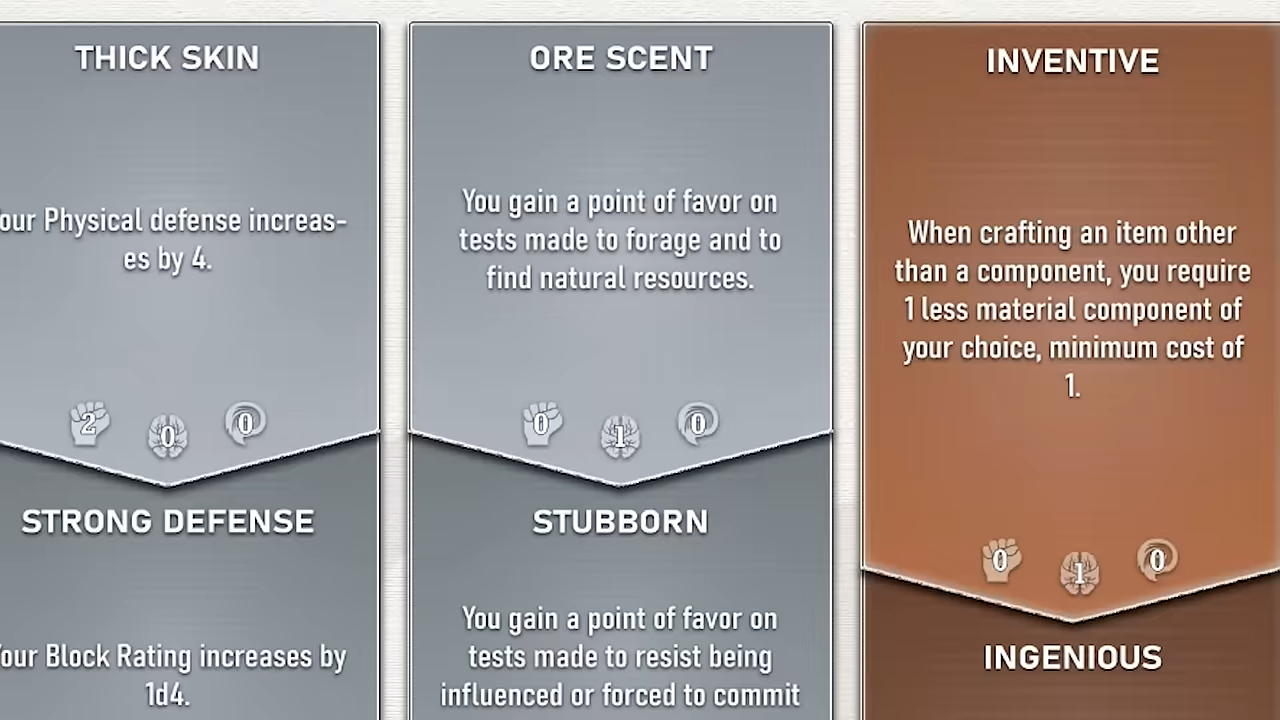 THICK SKIN
our Physical defense increas-
es by 4.
2 0 0
STRONG DEFENSE
our Block Rating increases by
1d4.
ORE SCENT
You gain a point of favor on
tests made to forage and to
find natural resources.
0 1 0
STUBBORN
You gain a point of favor on
tests made to resist being
influenced or forced to commit
INVENTIVE
When crafting an item other
than a component, you require
1 less material component of
your choice, minimum cost of
1.
0 1 0
INGENIOUS